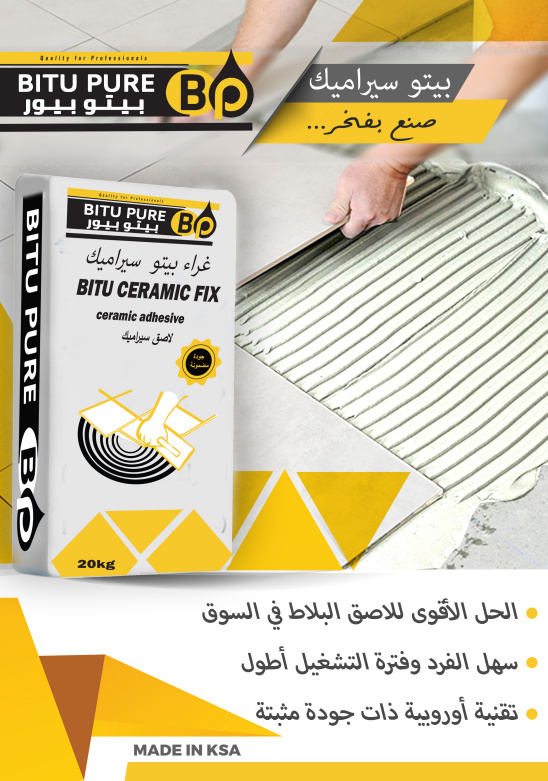 Quality for Professionals
BITU PURE
بيتو بيور
Bp
بيتو سيراميك
صنع بفخر...
Quality for Professionals
BITU PURE
بيتو بيور
Bp
غراء بيتو سيراميك
BITU CERAMIC FIX
ceramic adhesive
لاصق سيراميك
جودة
مضمونة
20kg
BITU PURE Bp
الحل الأقوى للاصق البلاط في السوق
سهل الفرد وفترة التشغيل أطول
تقنية أوروبية ذات جودة مثبتة
MADE IN KSA